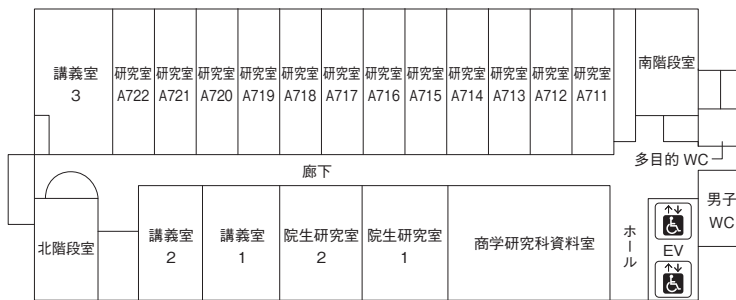 講義室
3
研究室
A722
研究室
A721
研究室
A720
研究室
A719
研究室
A718
研究室
A717
研究室
A716
研究室
A715
研究室
A714
研究室
A713
研究室
A712
研究室
A711
南階段室
多目的 WC
廊下
男子
WC
北階段室
講義室
2
講義室
1
院生研究室
2
院生研究室
1
商学研究科資料室
ホール
EV